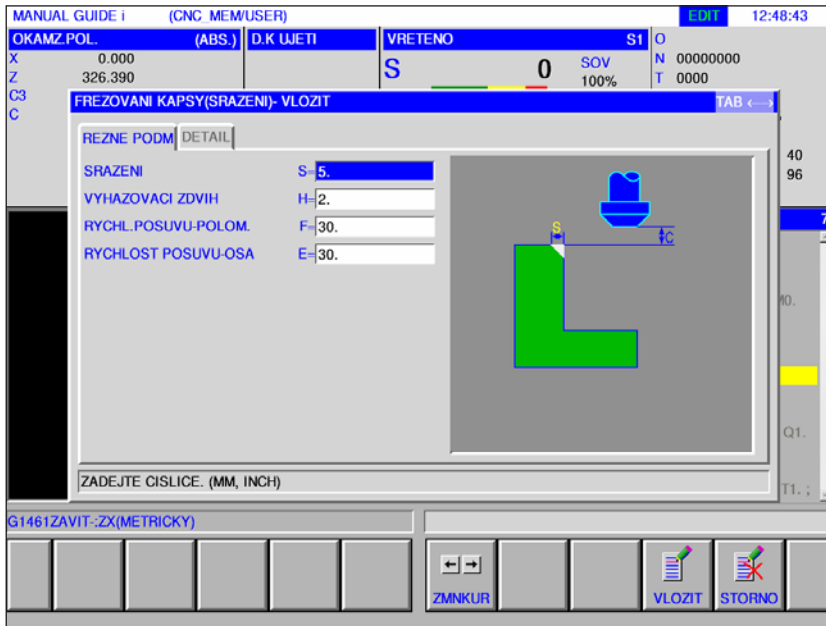 MANUAL GUIDE i (CNC_MEM/USER) EDIT 12:48:43
OKAMZ.POL. (ABS.) D.K UJETI VRETENO S1 O
X 0.000 S 0 SOV N 00000000
Z 326.390 100% T 0000
C3
C
FREZOVANI KAPSY(SRAZENI)- VLOZIT TAB ←→
REZNE PODM DETAIL
40
SRAZENI S= 5.
96
VYHAZOVACI ZDVIH H= 2.
RYCHL.POSUVU-POLOM. F= 30.
S
C
7
RYCHLOST POSUVU-OSA E= 30.
M0.
Q1.
ZADEJTE CISLICE. (MM, INCH)
T1. ;
G1461ZAVIT-:ZX(METRICKY)
ZMNKUR VLOZIT STORNO